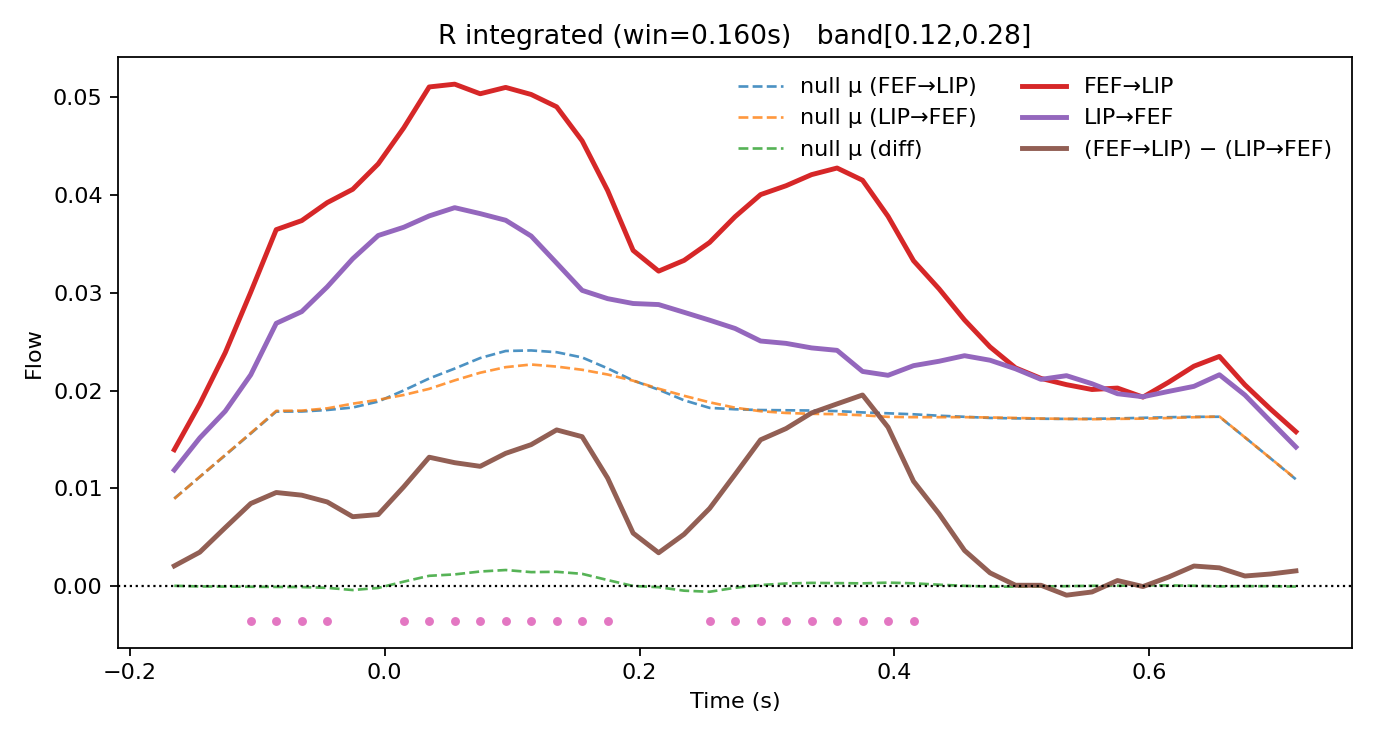 R integrated (win=0.160s)   band[0.12,0.28]
null μ (FEF→LIP)
null μ (LIP→FEF)
null μ (diff)
FEF→LIP
LIP→FEF
(FEF→LIP) − (LIP→FEF)
Flow
0.05
0.04
0.03
0.02
0.01
0.00
−0.2
0.0
0.2
0.4
0.6
Time (s)